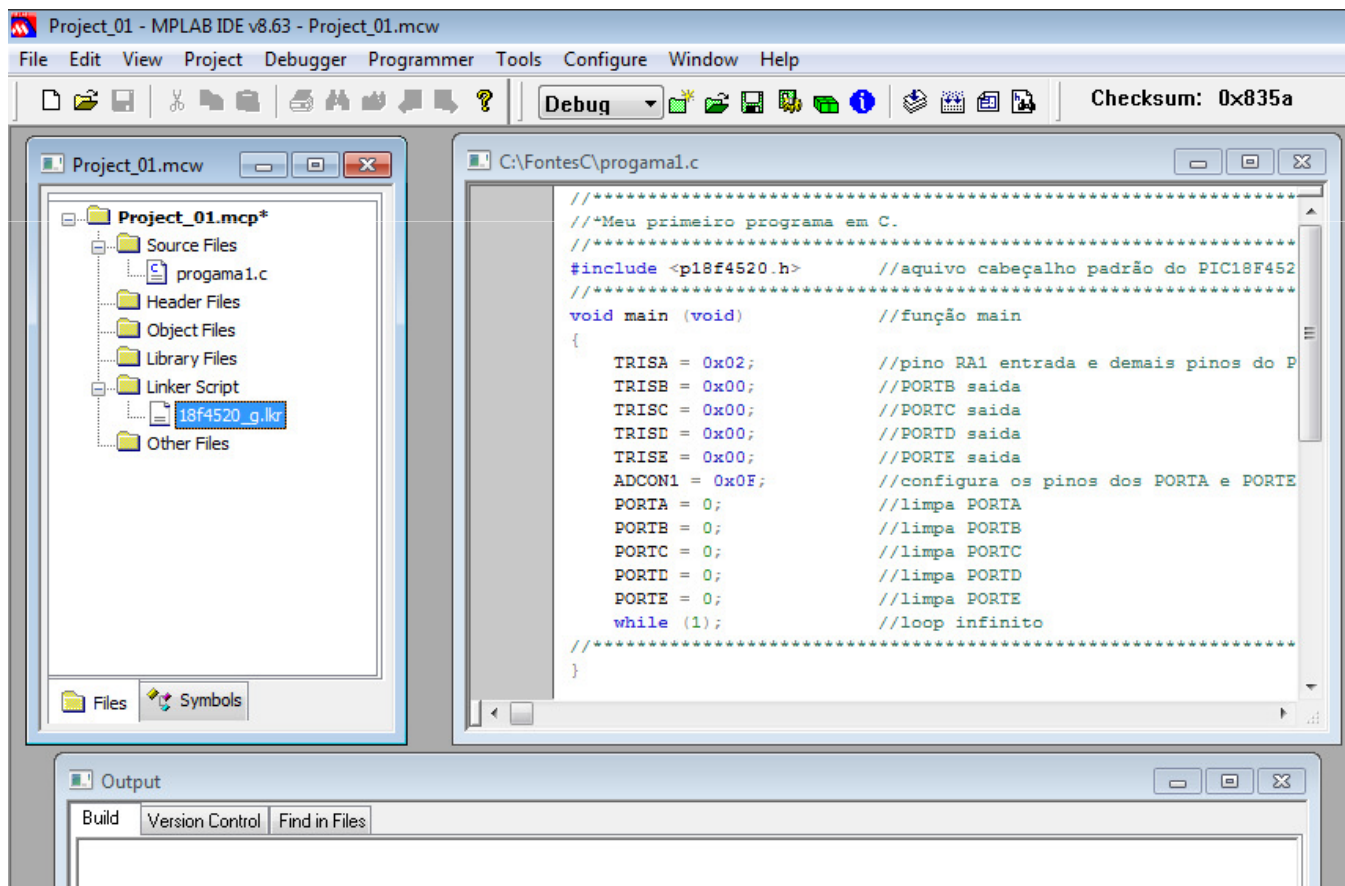 Project_01 - MPLAB IDE v8.63 - Project_01.mcw
File Edit View Project Debugger Programmer Tools Configure Window Help
Debug Checksum: 0x835a
Project_01.mcw
Project_01.mcp*
Source Files
progama1.c
Header Files
Object Files
Library Files
Linker Script
18f4520_g.lkr
Other Files
Files Symbols
C:\FontesC\progama1.c
//*****************************************************************
//*Meu primeiro programa em C.
//*****************************************************************
#include <p18f4520.h> //aquivo cabeçalho padrão do PIC18F452
//*****************************************************************
void main (void) //função main
{
TRISA = 0x02; //pino RA1 entrada e demais pinos do P
TRISB = 0x00; //PORTB saida
TRISC = 0x00; //PORTC saida
TRISD = 0x00; //PORTD saida
TRISE = 0x00; //PORTE saida
ADCON1 = 0x0F; //configura os pinos dos PORTA e PORTE
PORTA = 0; //limpa PORTA
PORTB = 0; //limpa PORTB
PORTC = 0; //limpa PORTC
PORTD = 0; //limpa PORTD
PORTE = 0; //limpa PORTE
while (1); //loop infinito
//*****************************************************************
}
Output
Build Version Control Find in Files